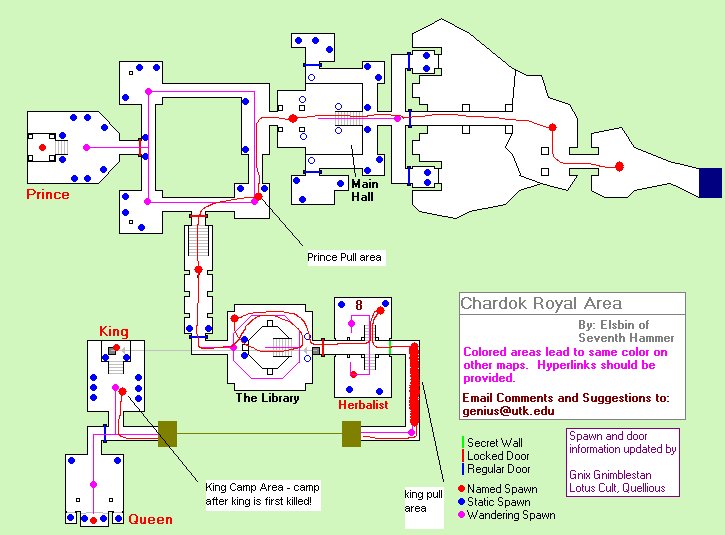 Prince
Main
Hall
Prince Pull area
Chardok Royal Area
By: Elsbin of
Seventh Hammer
Colored areas lead to same color on
other maps. Hyperlinks should be
provided.
Email Comments and Suggestions to:
genius@utk.edu
King
8
The Library
Herbalist
Secret Wall
Locked Door
Regular Door
Named Spawn
Static Spawn
Wandering Spawn
Spawn and door
information updated by
Gnix Gnimblestan
Lotus Cult, Quellious
King Camp Area - camp
after king is first killed!
king pull
area
Queen